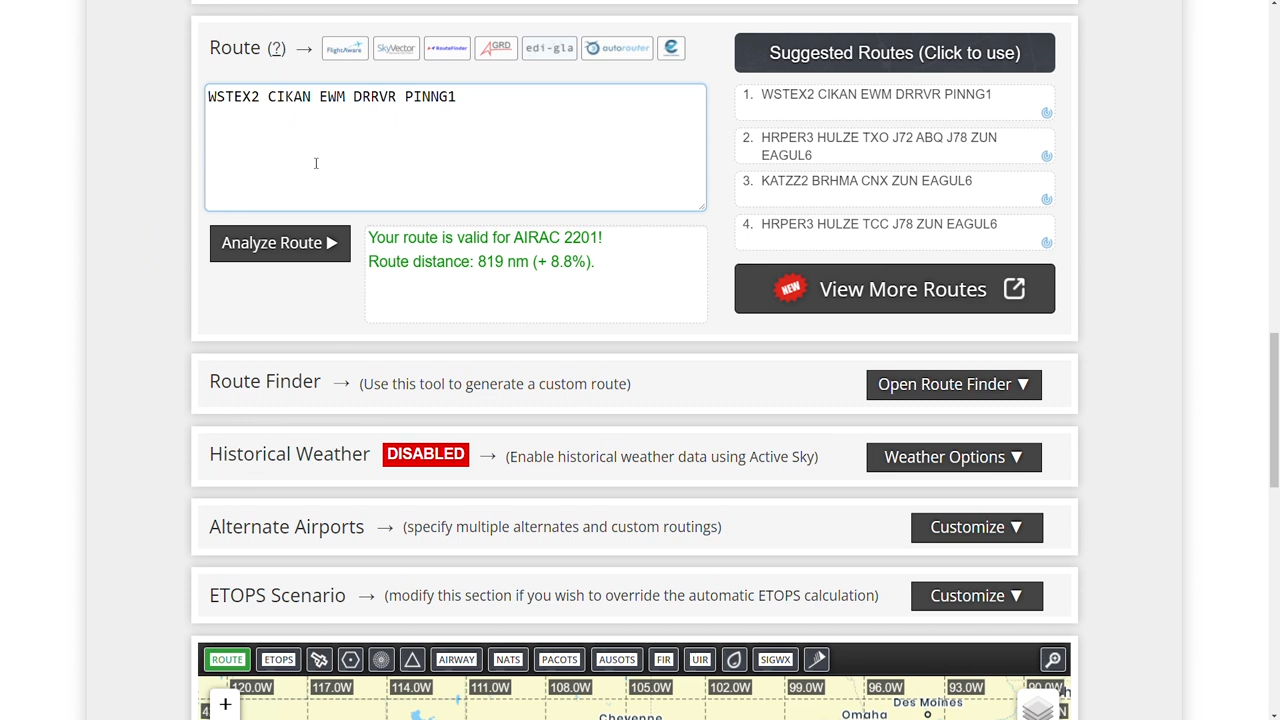 Route (?) →
FlightAware
SkyVector
RouteFinder
GRD
edi-gla
autorouter
WSTEX2 CIKAN EWM DRRVR PINNG1
Analyze Route ▶
Your route is valid for AIRAC 2201!
Route distance: 819 nm (+ 8.8%).
Suggested Routes (Click to use)
1. WSTEX2 CIKAN EWM DRRVR PINNG1
2. HRPER3 HULZE TXO J72 ABQ J78 ZUN
EAGUL6
3. KATZZ2 BRHMA CNX ZUN EAGUL6
4. HRPER3 HULZE TCC J78 ZUN EAGUL6
NEW View More Routes
Route Finder → (Use this tool to generate a custom route)
Open Route Finder ▼
Historical Weather DISABLED → (Enable historical weather data using Active Sky)
Weather Options ▼
Alternate Airports → (specify multiple alternates and custom routings)
Customize ▼
ETOPS Scenario → (modify this section if you wish to override the automatic ETOPS calculation)
Customize ▼
ROUTE ETOPS AIRWAY NATS PACOTS AUSOTS FIR UIR SIGWX
120.0W 117.0W 114.0W 111.0W 108.0W 105.0W 102.0W 99.0W 96.0W 93.0W 90.0W
+
Des Moines
Omaha
Cheyenne